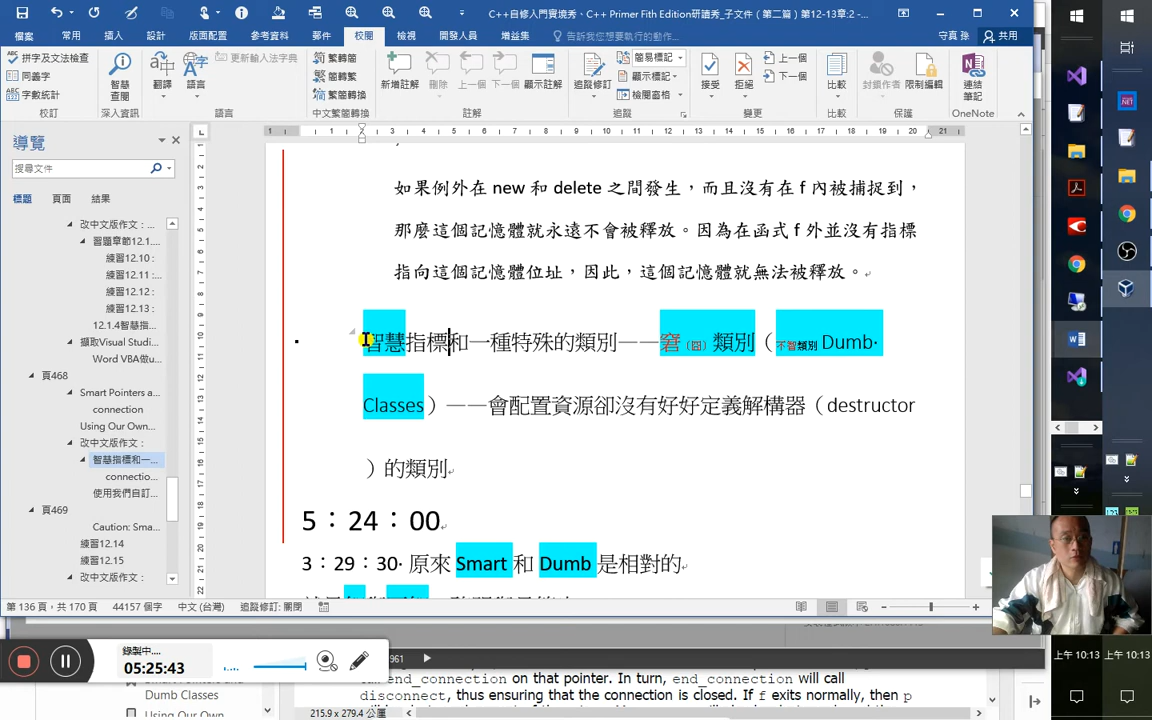 C++自修入門實境秀、C++ Primer Fith Edition研讀秀_子文件（第二篇）第12-13章:2 -...
檔案 常用 插入 設計 版面配置 參考資料 郵件 校閱 檢視 開發人員 增益集 告訴我您想要執行的動作... 守真 孫 共用
拼字及文法檢查
同義字
字數統計
校訂
智慧查閱
深入資訊
翻譯
語言
更新輸入法字典
語言
繁轉簡
簡轉繁
繁簡轉換
中文繁簡轉換
新增註解
刪除
上一個
下一個
顯示註解
註解
追蹤修訂
簡易標記
顯示標記
檢閱窗格
追蹤
接受
拒絕
上一個
下一個
變更
比較
比較
封鎖作者
限制編輯
保護
連結筆記
OneNote
導覽
搜尋文件
標題 頁面 結果
改中文版作文：...
習題章節12.1....
練習12.10：
練習12.11：...
練習12.12：
練習12.13：
12.1.4智慧指...
擷取Visual Studi...
Word VBA做u...
頁468
Smart Pointers a...
connection
Using Our Own...
改中文版作文：
智慧指標和一...
connectio...
使用我們自訂...
頁469
Caution: Sma...
練習12.14
練習12.15
改中文版作文：
如果例外在 new 和 delete 之間發生，而且沒有在 f 內被捕捉到，
那麼這個記憶體就永遠不會被釋放。因為在函式 f 外並沒有指標
指向這個記憶體位址，因此，這個記憶體就無法被釋放。
智慧指標和一種特殊的類別——窘（囧）類別（不智類別 Dumb
Classes）——會配置資源卻沒有好好定義解構器（destructor
）的類別
5：24：00
3：29：30 原來 Smart 和 Dumb 是相對的
第 136 頁，共 170 頁 44157 個字 中文 (台灣) 追蹤修訂: 關閉
錄製中...
05:25:43
961
call end_connection on that pointer. In turn, end_connection will call
disconnect, thus ensuring that the connection is closed. If f exits normally, then p
Dumb Classes
Using Our Own
215.9 x 279.4 公釐
上午 10:13
上午 10:13